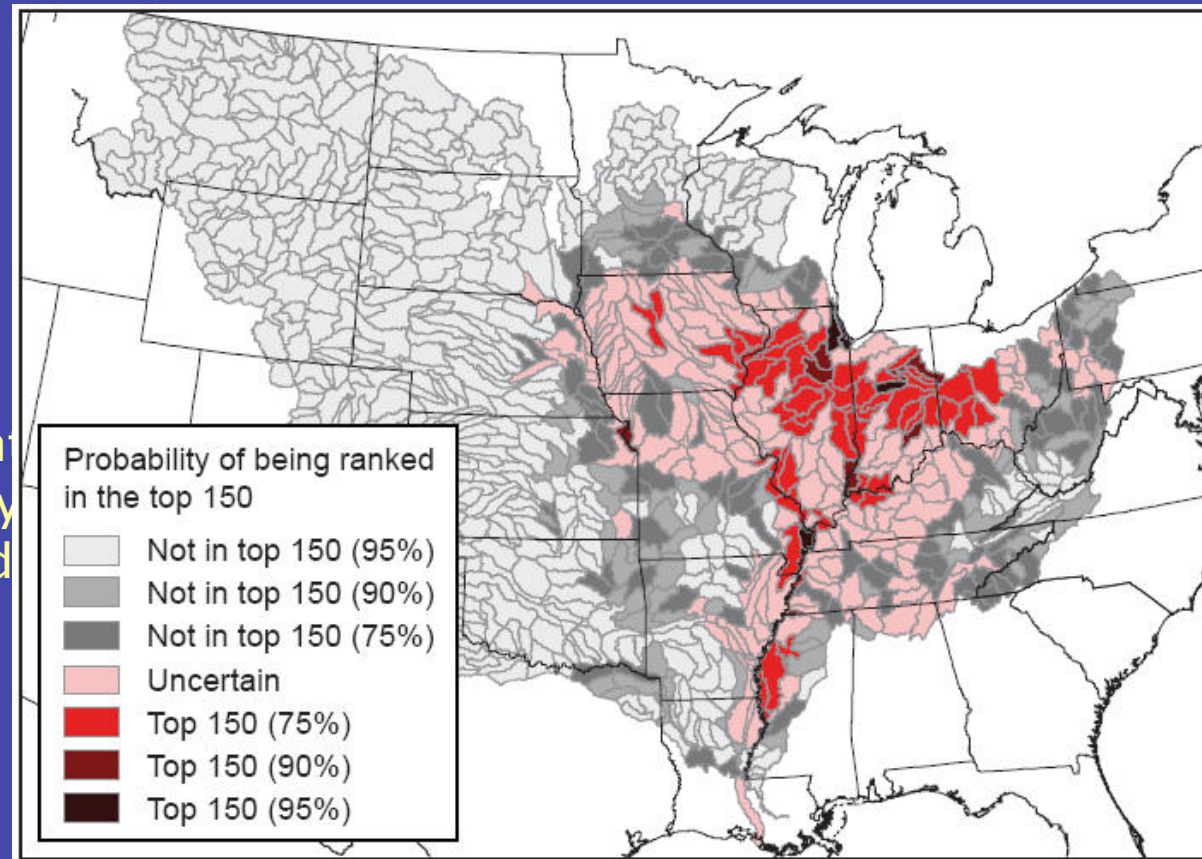 Probability of being ranked
in the top 150
Not in top 150 (95%)
Not in top 150 (90%)
Not in top 150 (75%)
Uncertain
Top 150 (75%)
Top 150 (90%)
Top 150 (95%)